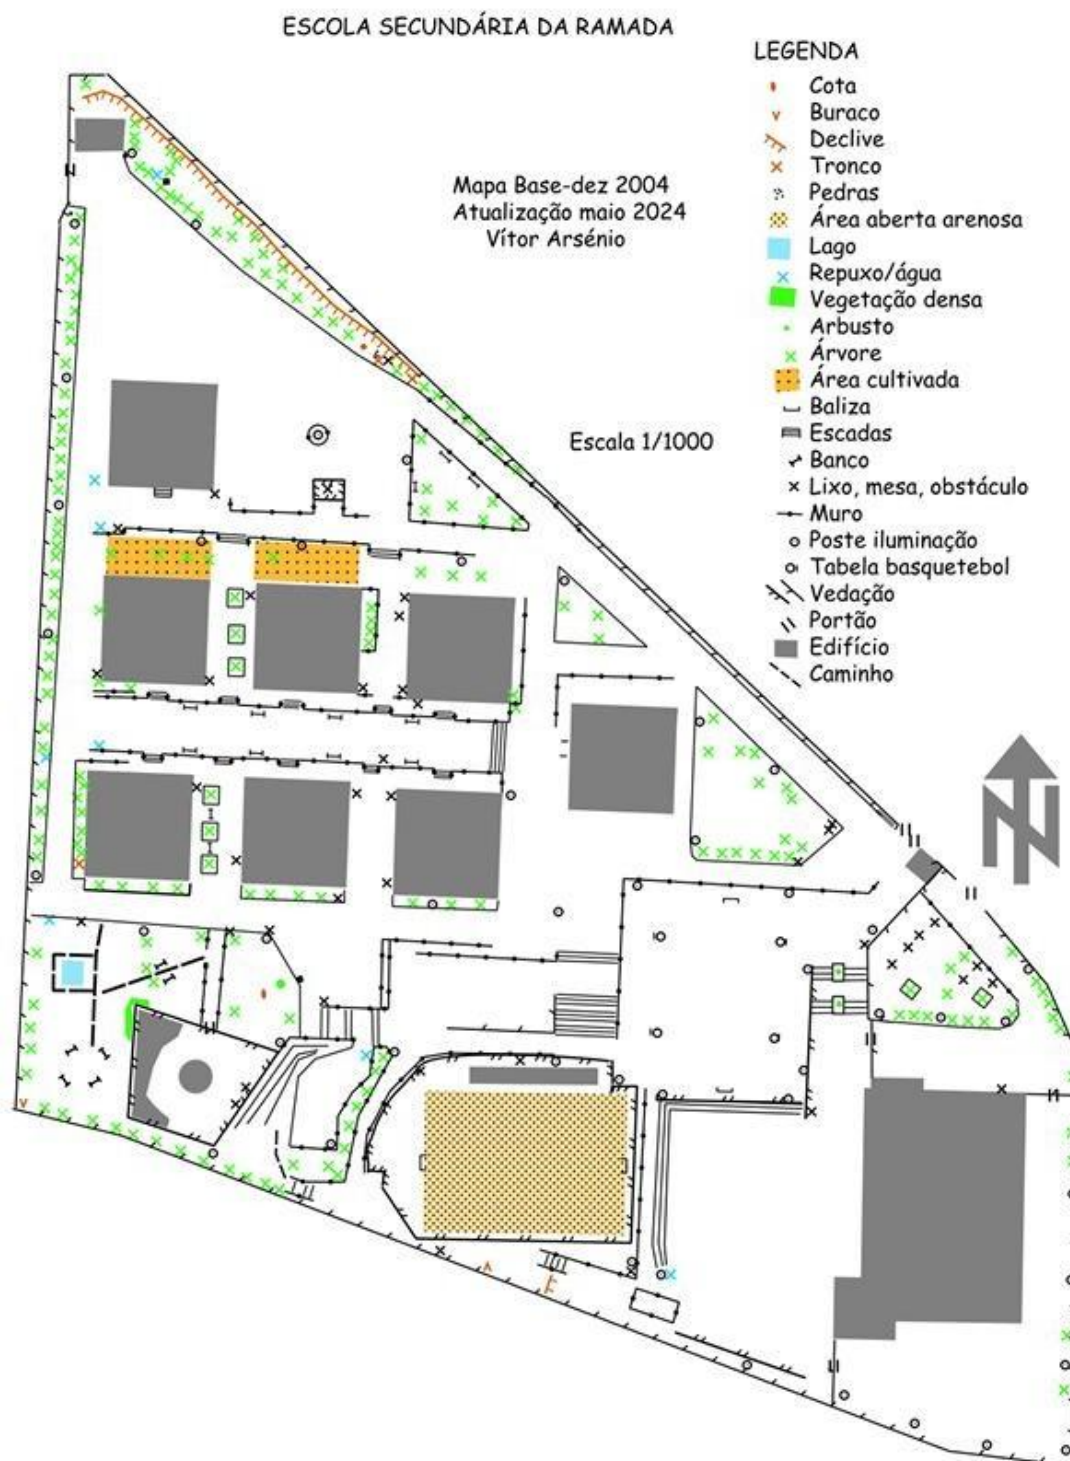 ESCOLA SECUNDÁRIA DA RAMADA
LEGENDA
Cota
Buraco
Declive
Tronco
Pedras
Área aberta arenosa
Lago
Repuxo/água
Vegetação densa
Arbusto
Árvore
Área cultivada
Baliza
Escadas
Banco
Lixo, mesa, obstáculo
Muro
Poste iluminação
Tabela basquetebol
Vedação
Portão
Edifício
Caminho
Mapa Base-dez 2004
Atualização maio 2024
Vítor Arsénio
Escala 1/1000
N